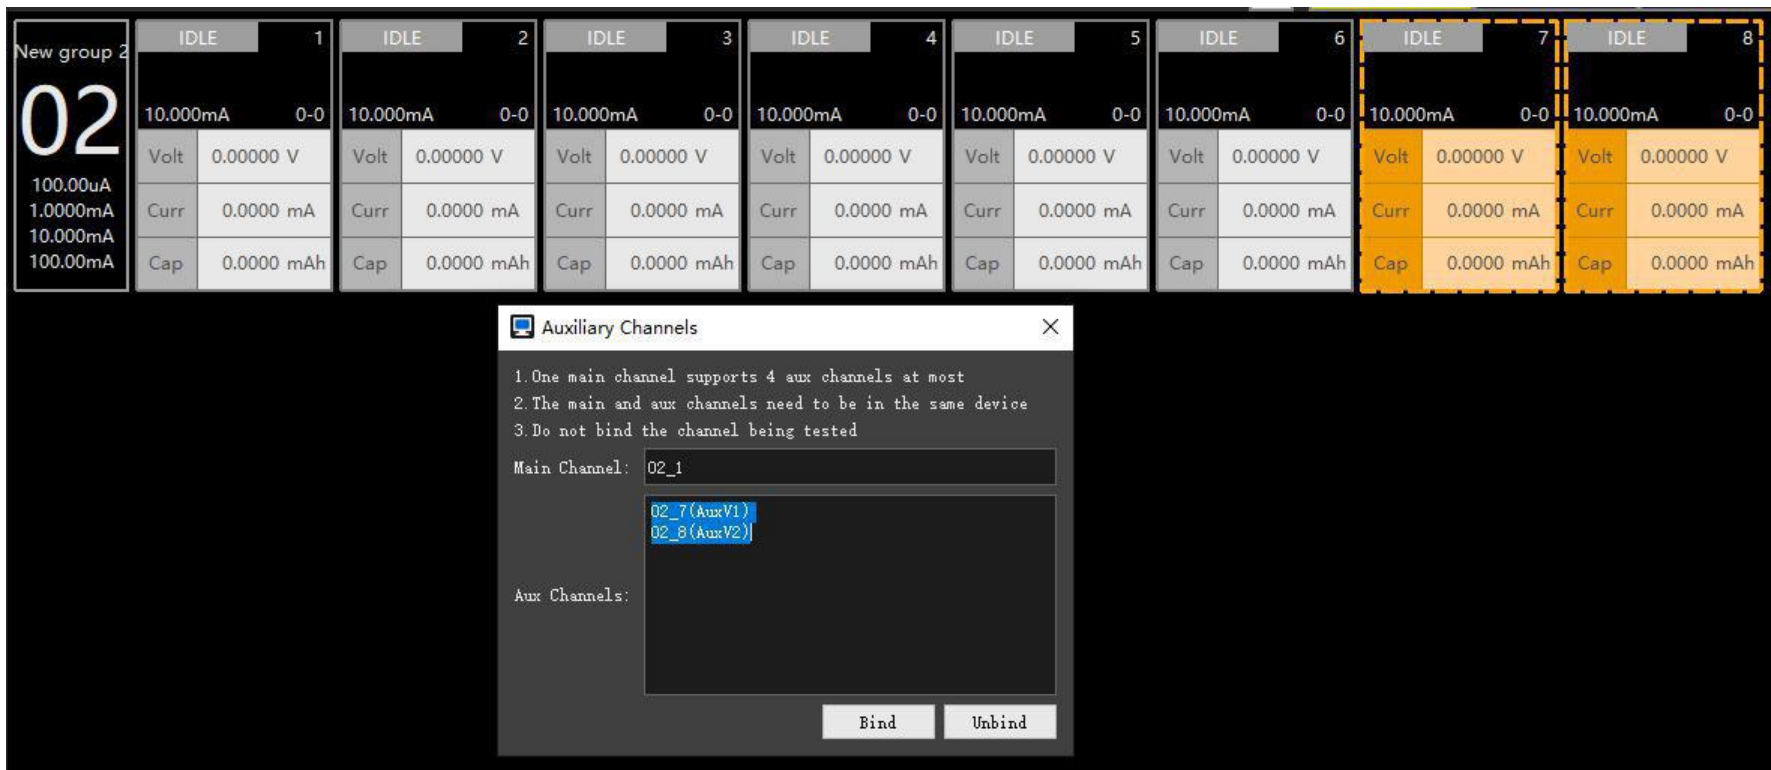 New group 2
02
100.00uA
1.0000mA
10.000mA
100.00mA
IDLE 1
10.000mA 0-0
Volt 0.00000 V
Curr 0.0000 mA
Cap 0.0000 mAh
IDLE 2
10.000mA 0-0
Volt 0.00000 V
Curr 0.0000 mA
Cap 0.0000 mAh
IDLE 3
10.000mA 0-0
Volt 0.00000 V
Curr 0.0000 mA
Cap 0.0000 mAh
IDLE 4
10.000mA 0-0
Volt 0.00000 V
Curr 0.0000 mA
Cap 0.0000 mAh
IDLE 5
10.000mA 0-0
Volt 0.00000 V
Curr 0.0000 mA
Cap 0.0000 mAh
IDLE 6
10.000mA 0-0
Volt 0.00000 V
Curr 0.0000 mA
Cap 0.0000 mAh
IDLE 7
10.000mA 0-0
Volt 0.00000 V
Curr 0.0000 mA
Cap 0.0000 mAh
IDLE 8
10.000mA 0-0
Volt 0.00000 V
Curr 0.0000 mA
Cap 0.0000 mAh
Auxiliary Channels
1.One main channel supports 4 aux channels at most
2.The main and aux channels need to be in the same device
3.Do not bind the channel being tested
Main Channel: 02_1
Aux Channels:
02_7(AuxV1)
02_8(AuxV2)
Bind Unbind